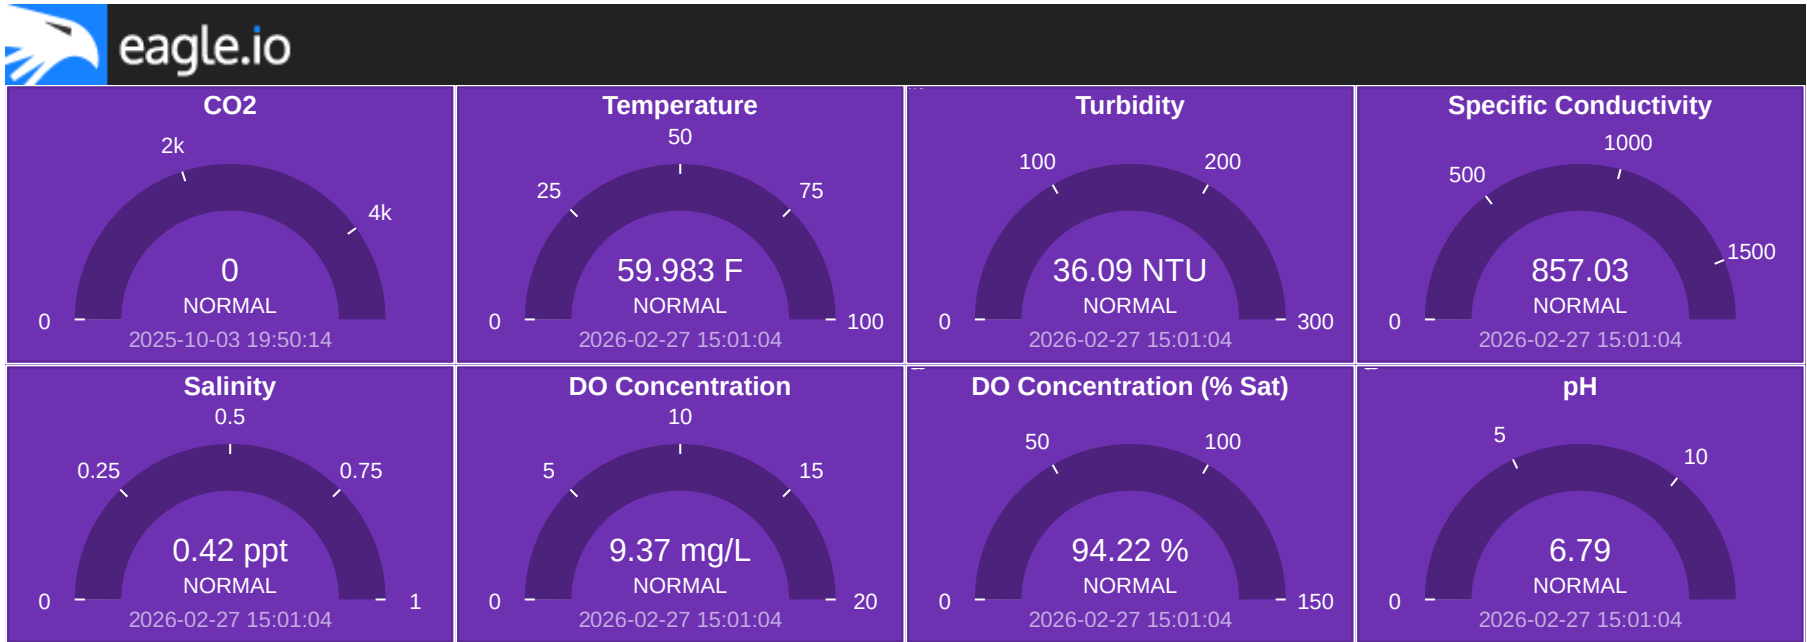 eagle.io
CO2
2k
4k
0
0
NORMAL
2025-10-03 19:50:14
Temperature
50
25
75
59.983 F
NORMAL
0
100
2026-02-27 15:01:04
Turbidity
100
200
36.09 NTU
NORMAL
0
300
2026-02-27 15:01:04
Specific Conductivity
1000
500
1500
857.03
NORMAL
0
2026-02-27 15:01:04
Salinity
0.5
0.25
0.75
0.42 ppt
NORMAL
0
1
2026-02-27 15:01:04
DO Concentration
10
5
15
9.37 mg/L
NORMAL
0
20
2026-02-27 15:01:04
DO Concentration (% Sat)
50
100
94.22 %
NORMAL
0
150
2026-02-27 15:01:04
pH
5
10
6.79
NORMAL
0
2026-02-27 15:01:04